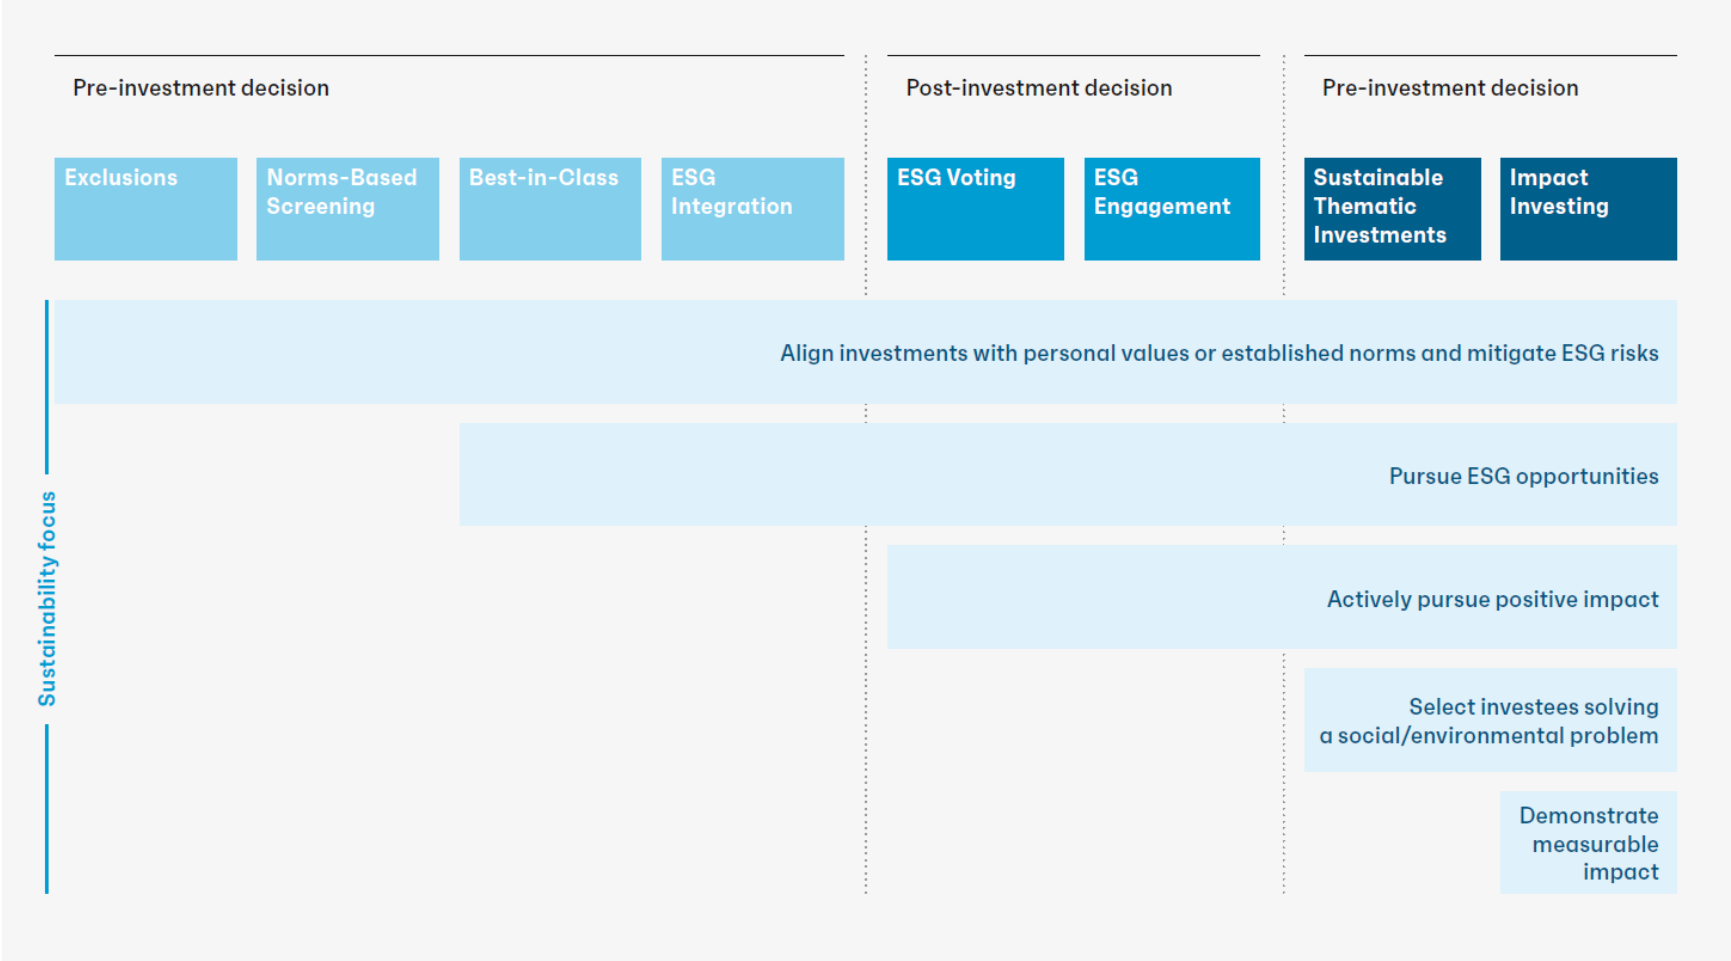 Pre-investment decision
Post-investment decision
Pre-investment decision
Exclusions
Norms-Based
Screening
Best-in-Class
ESG
Integration
ESG Voting
ESG
Engagement
Sustainable
Thematic
Investments
Impact
Investing
Sustainability focus
Align investments with personal values or established norms and mitigate ESG risks
Pursue ESG opportunities
Actively pursue positive impact
Select investees solving
a social/environmental problem
Demonstrate
measurable
impact